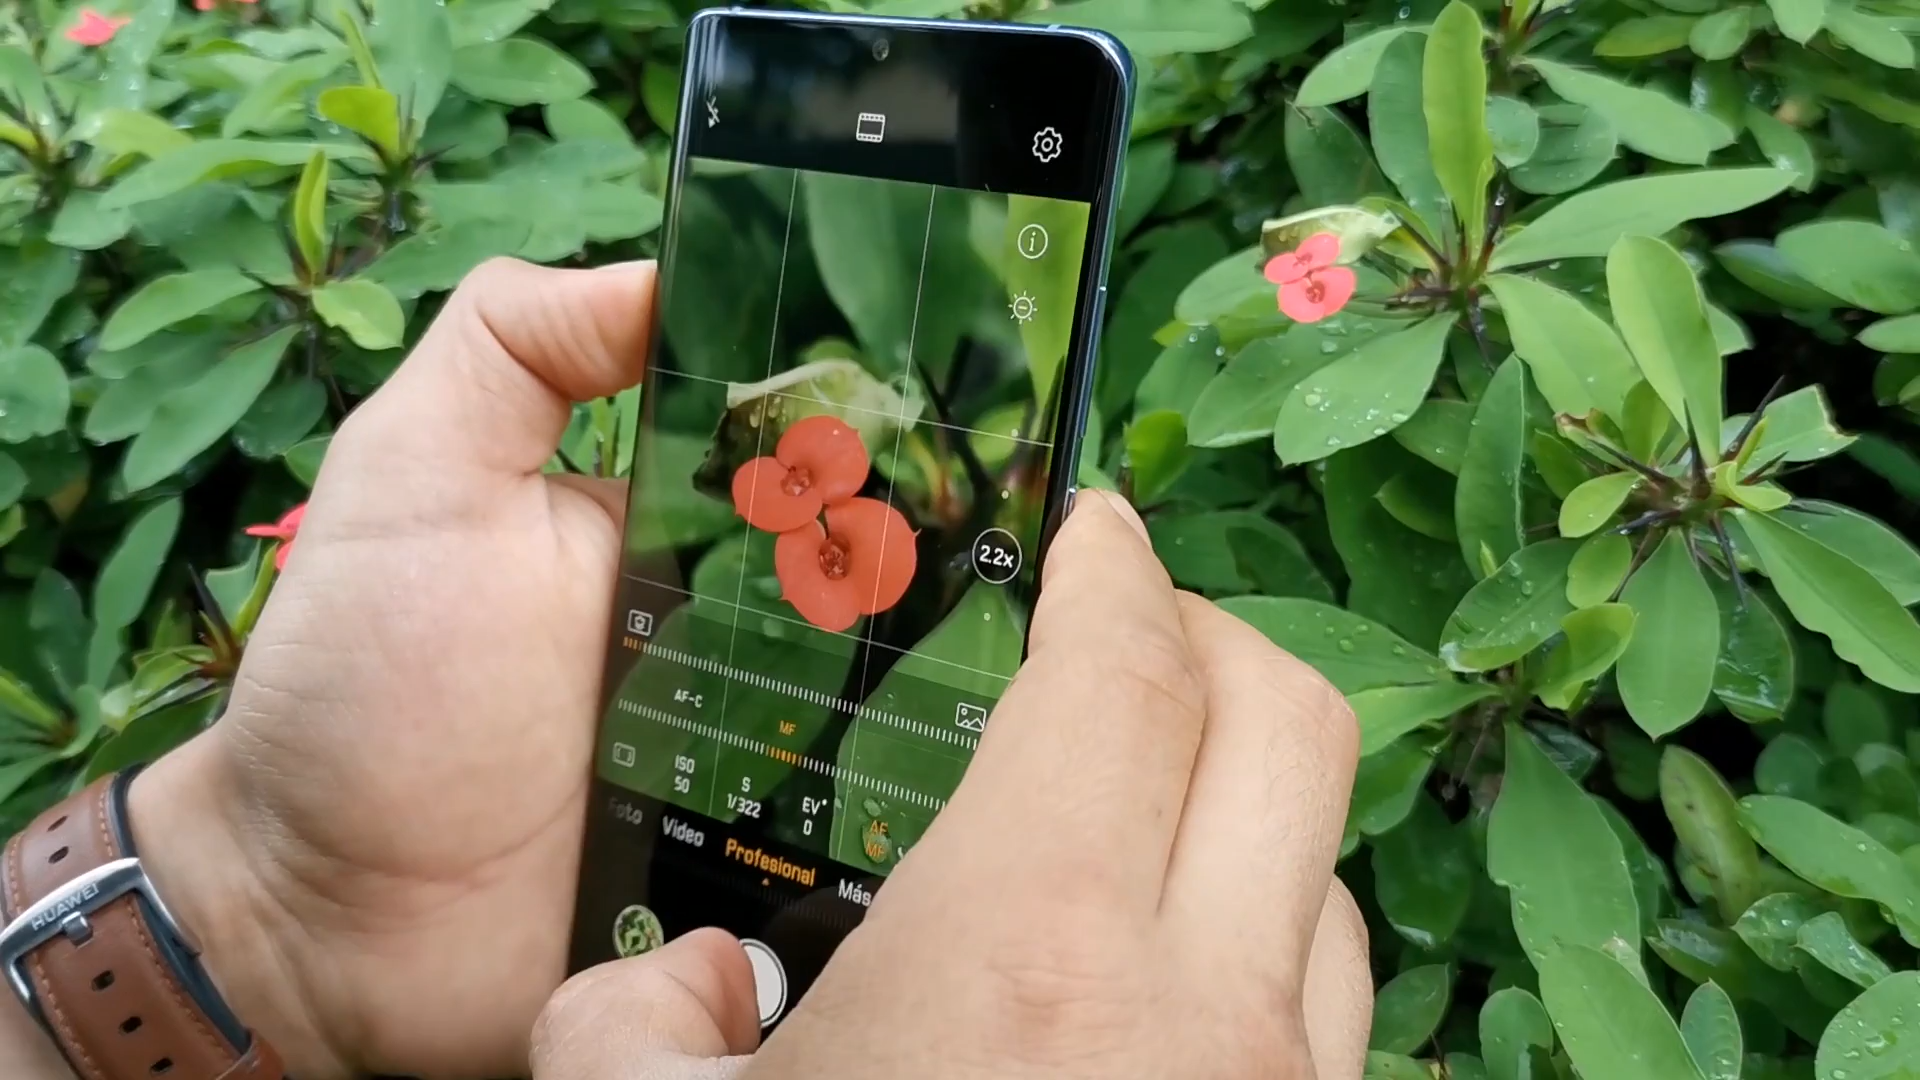 2.2x
AF-C
MF
ISO
50
S
1/322
EV•
0
AF
MF
Foto
Video
Profesional
Más
HUAWEI